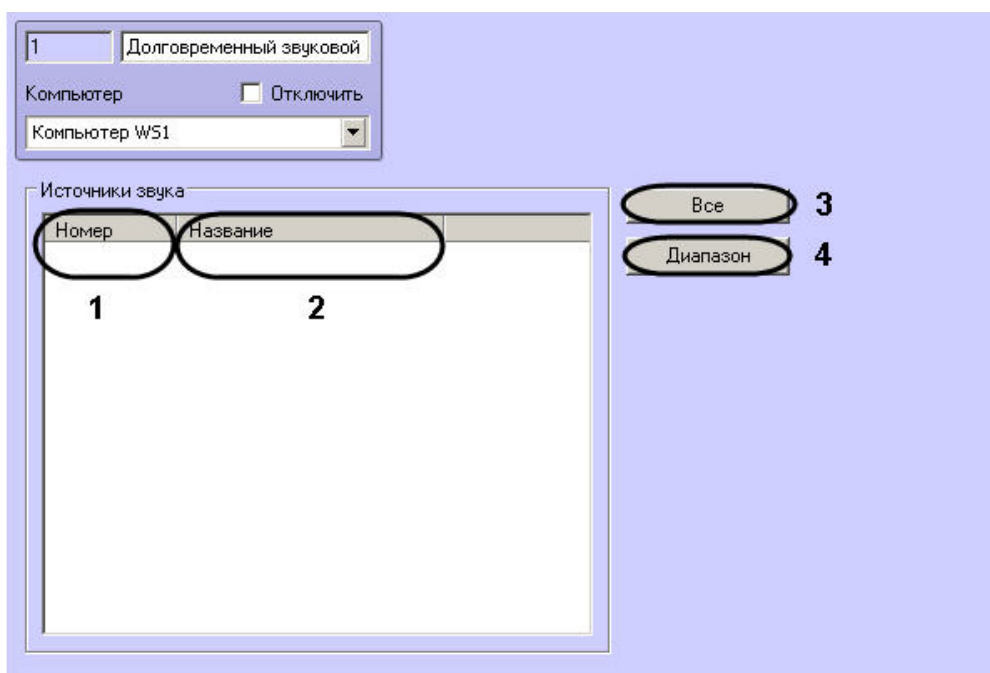 1 Долговременный звуковой
Компьютер Отключить
Компьютер WS1
Источники звука
Номер Название
1 2
Все 3
Диапазон 4